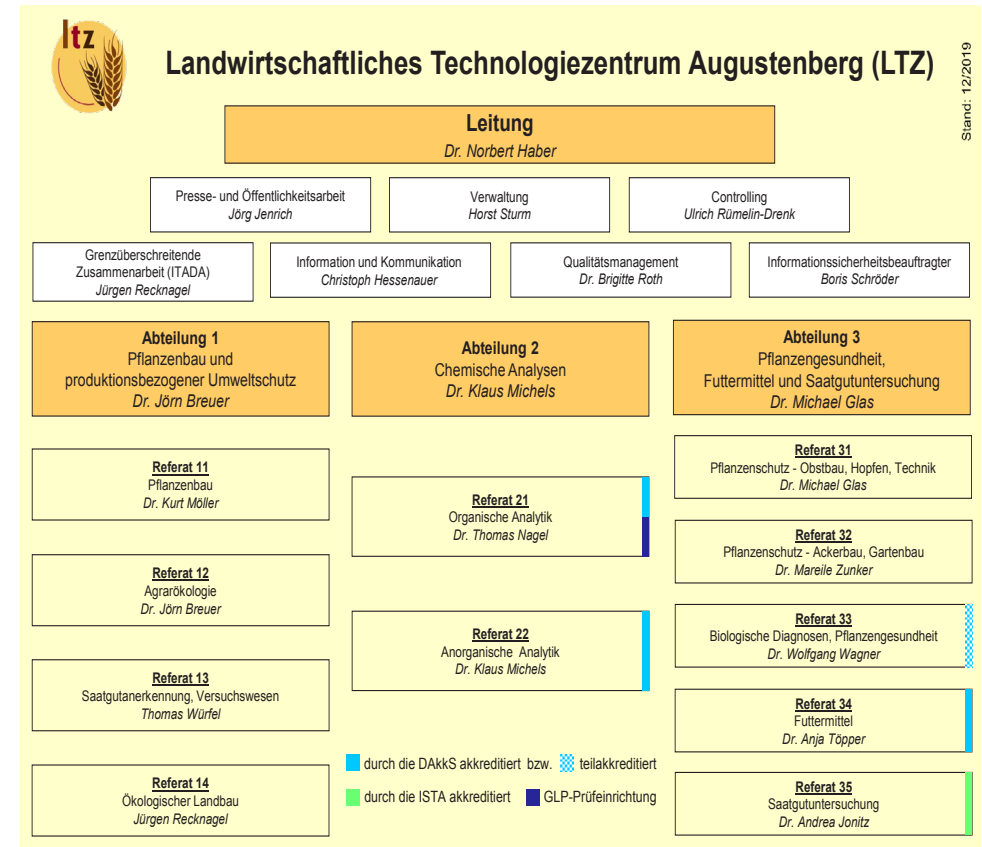 ltz
Landwirtschaftliches Technologiezentrum Augustenberg (LTZ)
Stand: 12/2019
Leitung
Dr. Norbert Haber
Presse- und Öffentlichkeitsarbeit
Jörg Jenrich
Verwaltung
Horst Sturm
Controlling
Ulrich Rümelin-Drenk
Grenzüberschreitende
Zusammenarbeit (ITADA)
Jürgen Recknagel
Information und Kommunikation
Christoph Hessenauer
Qualitätsmanagement
Dr. Brigitte Roth
Informationssicherheitsbeauftragter
Boris Schröder
Abteilung 1
Pflanzenbau und
produktionsbezogener Umweltschutz
Dr. Jörn Breuer
Referat 11
Pflanzenbau
Dr. Kurt Möller
Referat 12
Agrarökologie
Dr. Jörn Breuer
Referat 13
Saatgutanerkennung, Versuchswesen
Thomas Würfel
Referat 14
Ökologischer Landbau
Jürgen Recknagel
Abteilung 2
Chemische Analysen
Dr. Klaus Michels
Referat 21
Organische Analytik
Dr. Thomas Nagel
Referat 22
Anorganische Analytik
Dr. Klaus Michels
Abteilung 3
Pflanzengesundheit,
Futtermittel und Saatgutuntersuchung
Dr. Michael Glas
Referat 31
Pflanzenschutz - Obstbau, Hopfen, Technik
Dr. Michael Glas
Referat 32
Pflanzenschutz - Ackerbau, Gartenbau
Dr. Mareile Zunker
Referat 33
Biologische Diagnosen, Pflanzengesundheit
Dr. Wolfgang Wagner
Referat 34
Futtermittel
Dr. Anja Töpper
Referat 35
Saatgutuntersuchung
Dr. Andrea Jonitz
durch die DAkkS akkreditiert bzw. teilakkreditiert
durch die ISTA akkreditiert GLP-Prüfeinrichtung